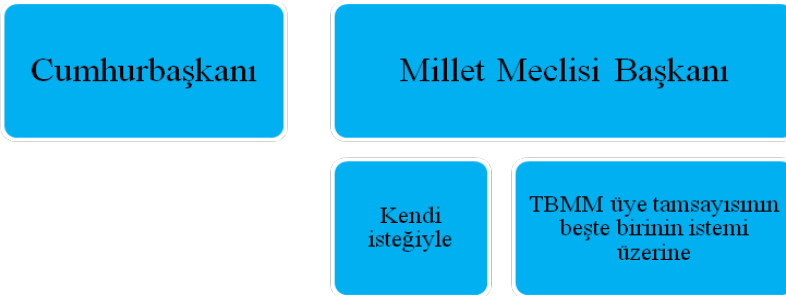 Cumhurbaşkanı
Millet Meclisi Başkanı
Kendi
isteğiyle
TBMM üye tamsayısının
beşte birinin istemi
üzerine